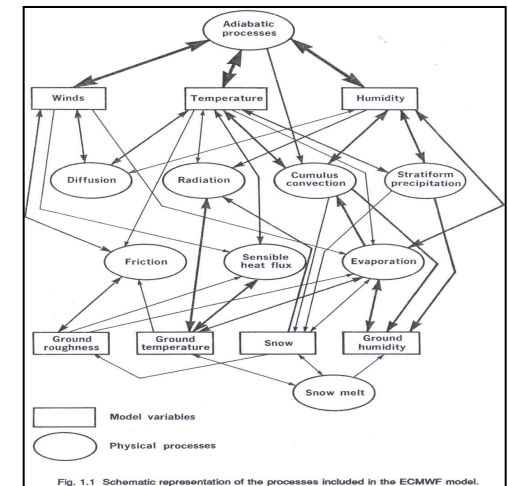 Adiabatic
processes
Winds
Temperature
Humidity
Diffusion
Radiation
Cumulus
convection
Stratiform
precipitation
Friction
Sensible
heat flux
Evaporation
Ground
roughness
Ground
temperature
Snow
Ground
humidity
Snow melt
Model variables
Physical processes
Fig. 1.1 Schematic representation of the processes included in the ECMWF model.